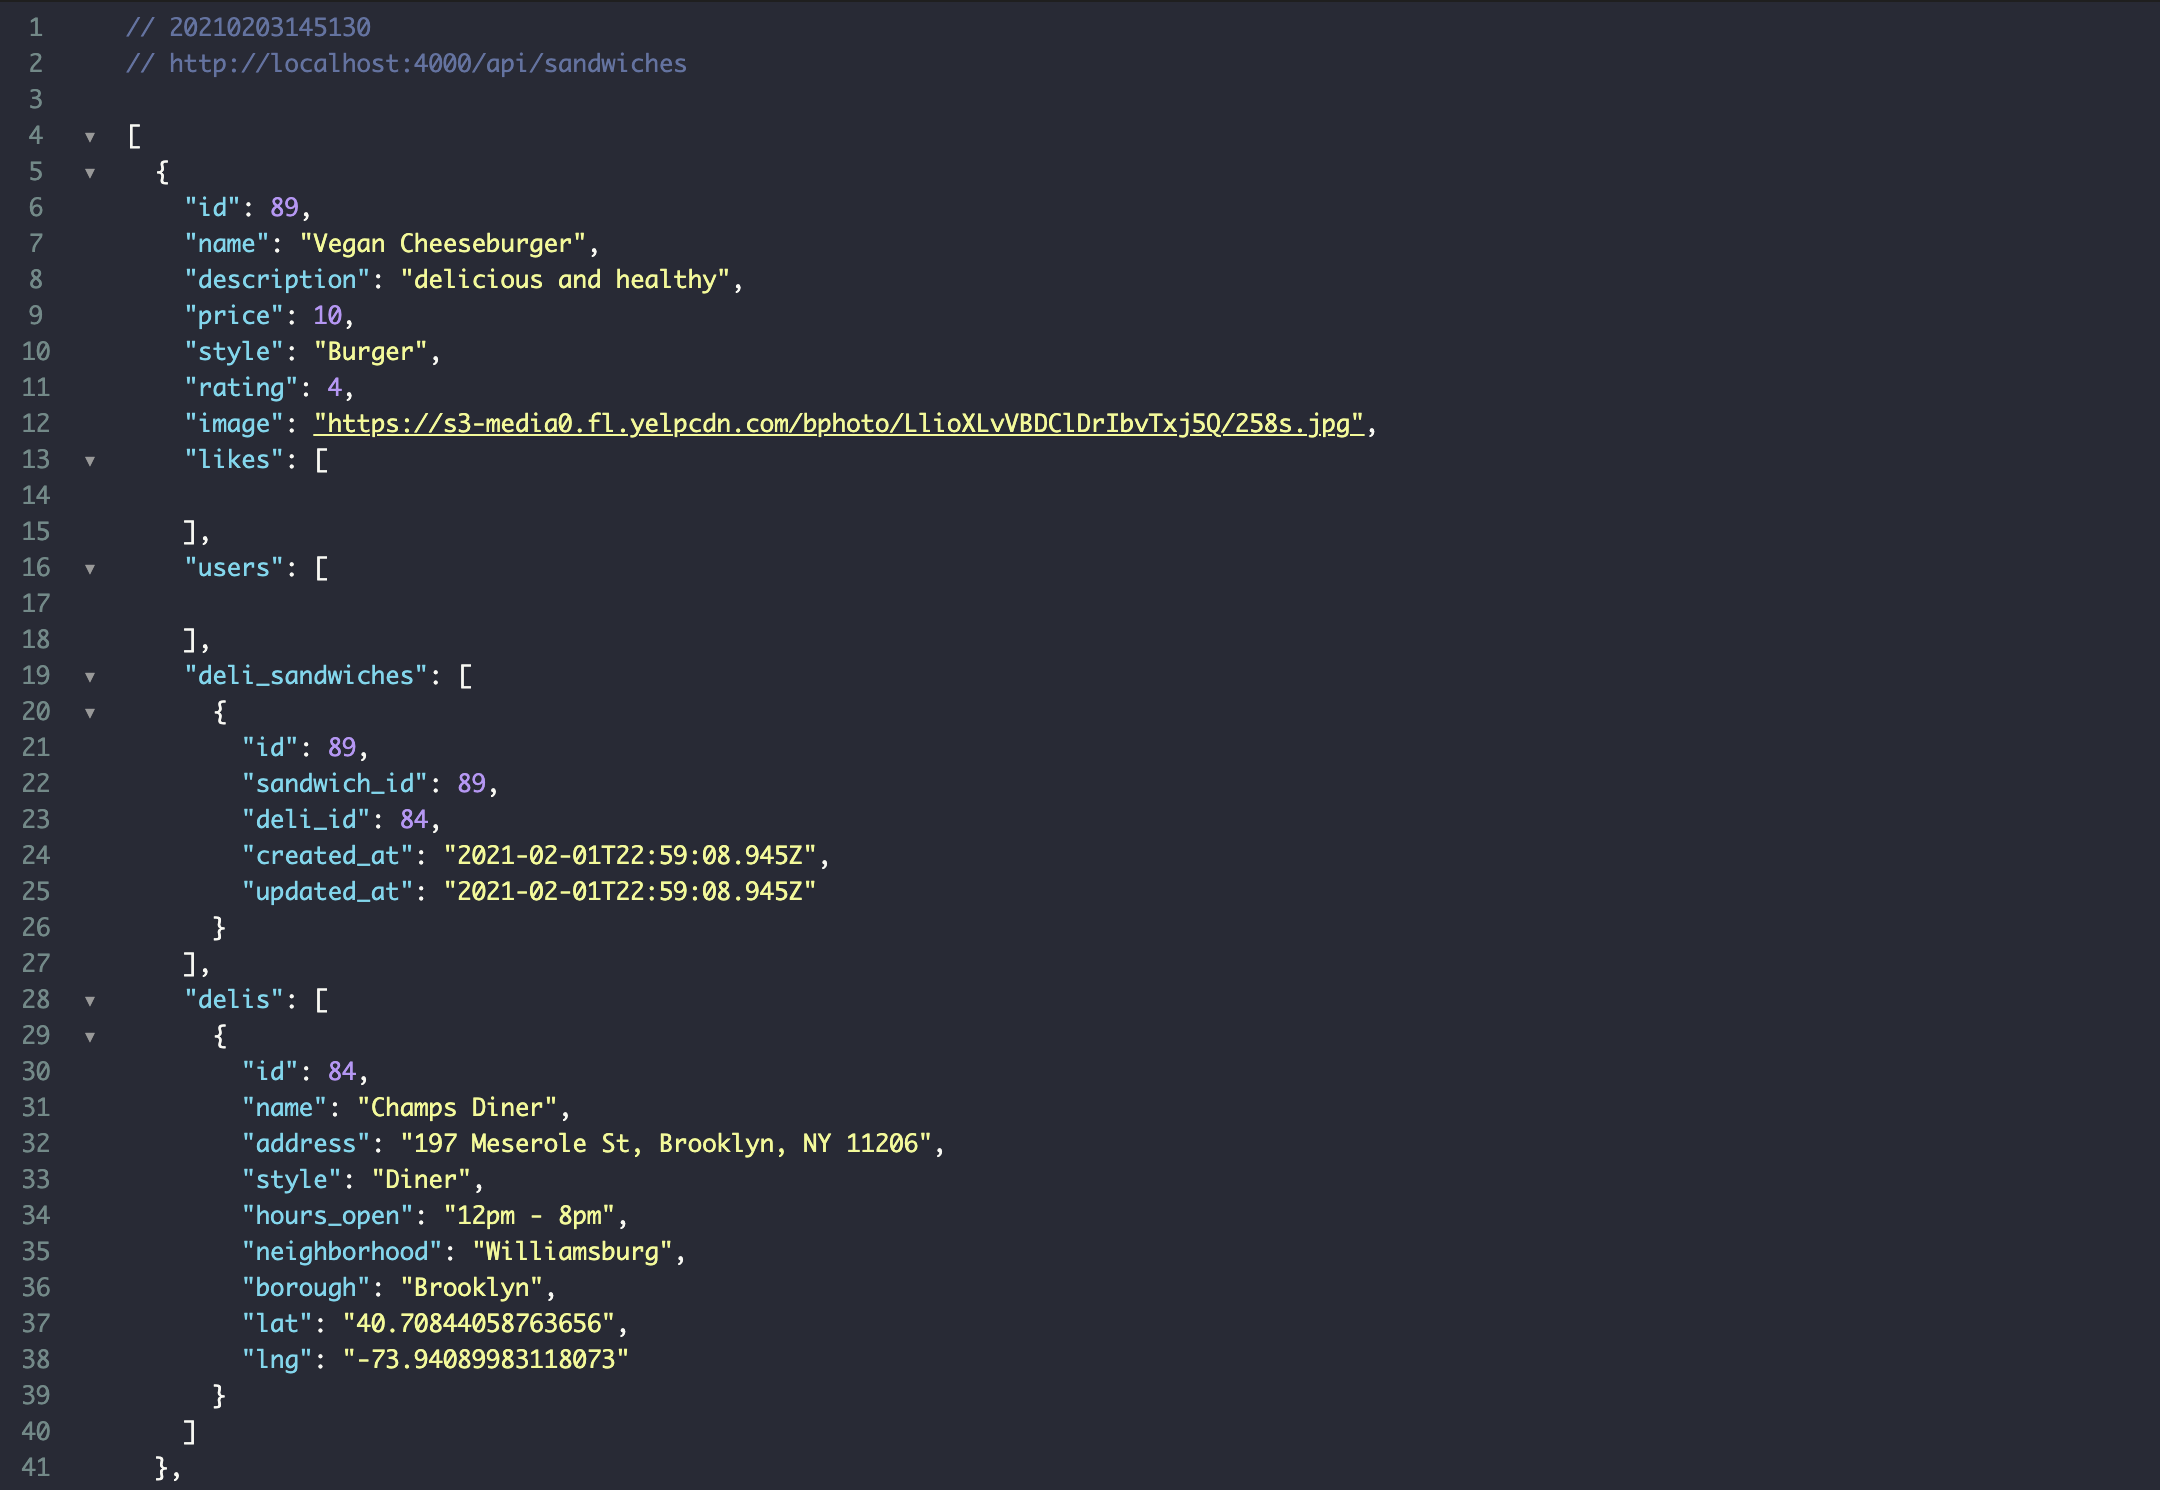 1 // 20210203145130
2 // http://localhost:4000/api/sandwiches
3
4 ▼ [
5 ▼ {
6 "id": 89,
7 "name": "Vegan Cheeseburger",
8 "description": "delicious and healthy",
9 "price": 10,
10 "style": "Burger",
11 "rating": 4,
12 "image": "https://s3-media0.fl.yelpcdn.com/bphoto/LlioXLvVBDClDrIbvTxj5Q/258s.jpg",
13 ▼ "likes": [
14
15 ],
16 ▼ "users": [
17
18 ],
19 ▼ "deli_sandwiches": [
20 ▼ {
21 "id": 89,
22 "sandwich_id": 89,
23 "deli_id": 84,
24 "created_at": "2021-02-01T22:59:08.945Z",
25 "updated_at": "2021-02-01T22:59:08.945Z"
26 }
27 ],
28 ▼ "delis": [
29 ▼ {
30 "id": 84,
31 "name": "Champs Diner",
32 "address": "197 Meserole St, Brooklyn, NY 11206",
33 "style": "Diner",
34 "hours_open": "12pm - 8pm",
35 "neighborhood": "Williamsburg",
36 "borough": "Brooklyn",
37 "lat": "40.70844058763656",
38 "lng": "-73.94089983118073"
39 }
40 ]
41 },